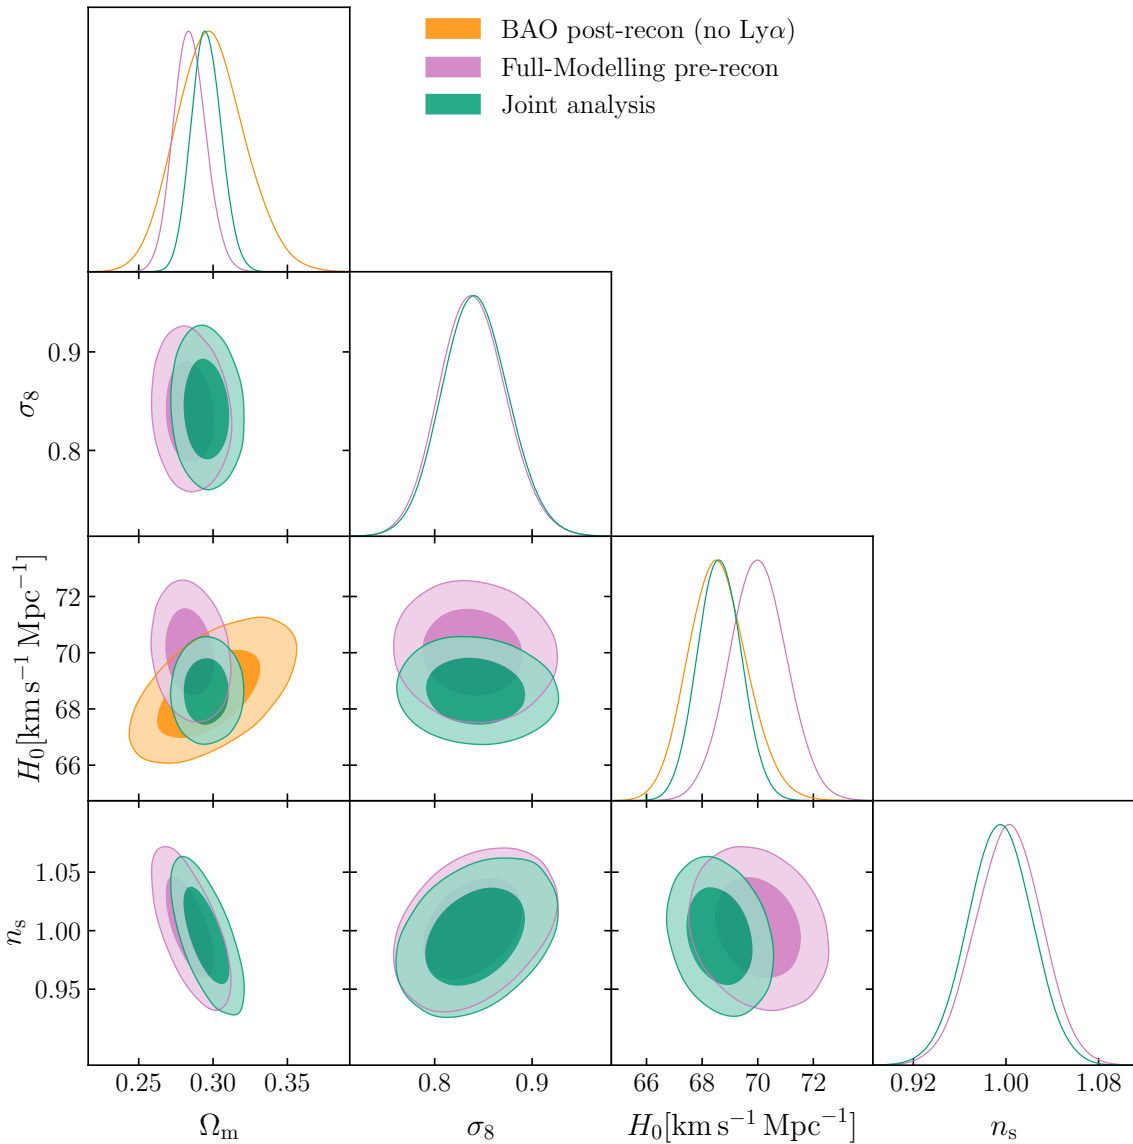 BAO post-recon (no Lyα)
Full-Modelling pre-recon
Joint analysis
0.9
0.8
σ₈
72
70
68
66
H₀[km s⁻¹ Mpc⁻¹]
1.05
1.00
0.95
nₛ
0.25 0.30 0.35
0.8 0.9
66 68 70 72
0.92 1.00 1.08
Ωₘ
σ₈
H₀[km s⁻¹ Mpc⁻¹]
nₛ